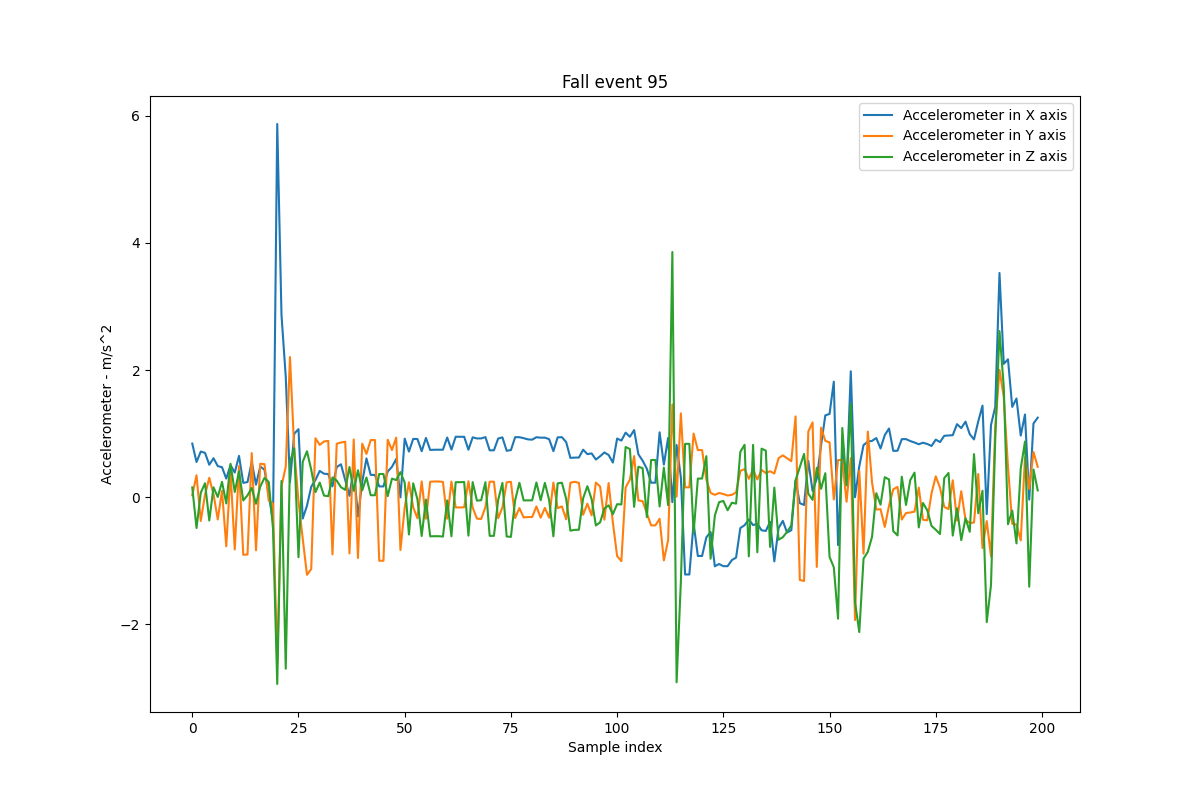 Fall event 95
Accelerometer in X axis
Accelerometer in Y axis
Accelerometer in Z axis
Accelerometer - m/s^2
6
4
2
0
−2
0 25 50 75 100 125 150 175 200
Sample index